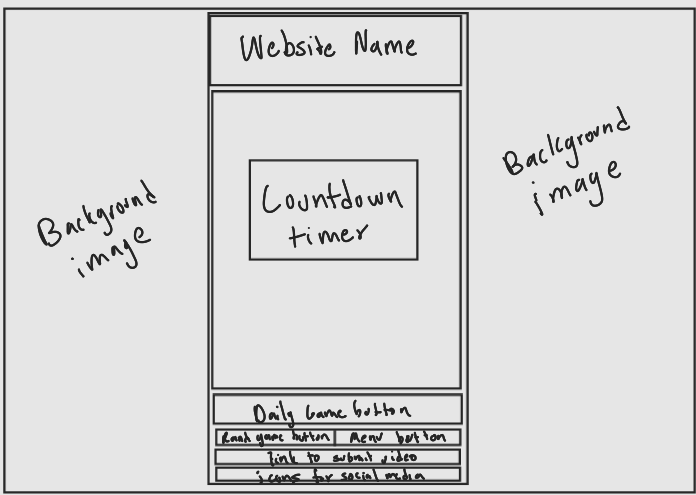 Website Name
Background
image
Background
image
Countdown
timer
Daily Game button
Rand game button
Menu button
link to submit video
icons for social media